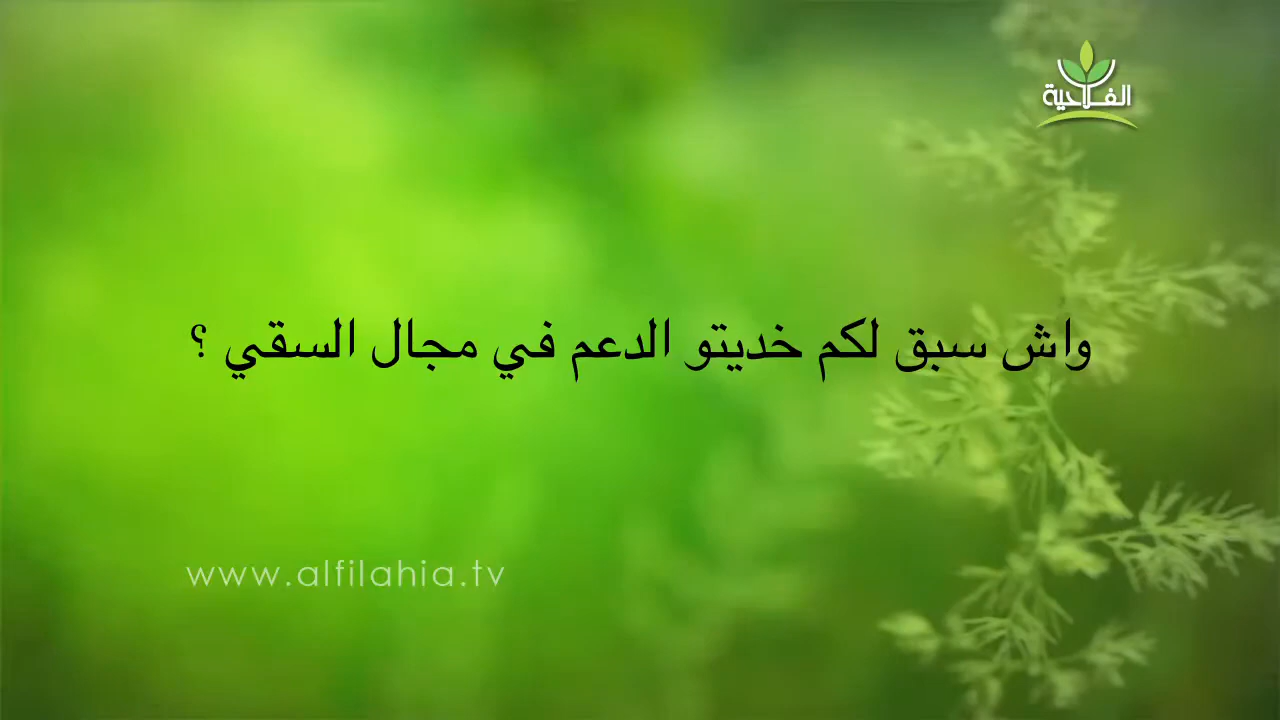 الفلاحية
واش سبق لكم خديتو الدعم في مجال السقي ؟
www.alfilahia.tv